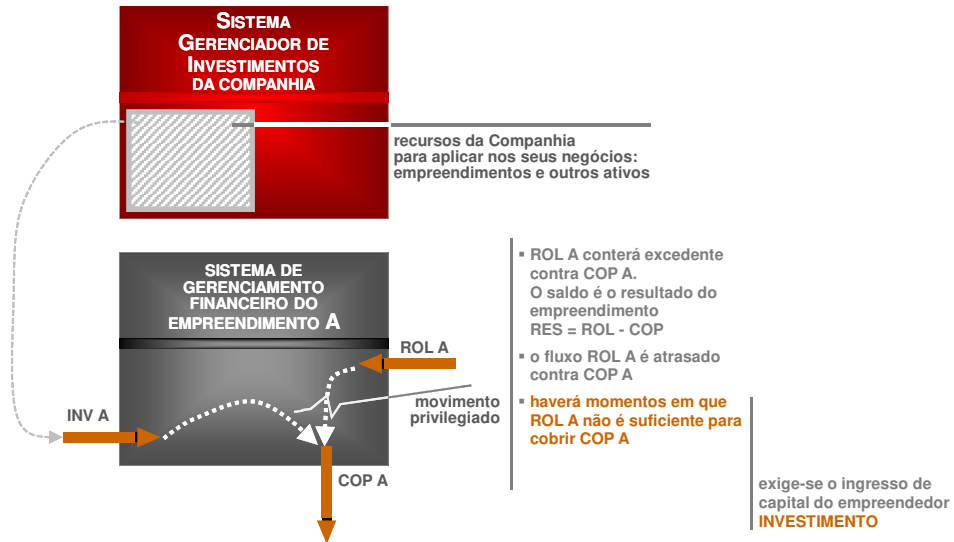 SISTEMA
GERENCIADOR DE
INVESTIMENTOS
DA COMPANHIA
recursos da Companhia
para aplicar nos seus negócios:
empreendimentos e outros ativos
SISTEMA DE
GERENCIAMENTO
FINANCEIRO DO
EMPREENDIMENTO A
ROL A
movimento
privilegiado
INV A
COP A
▪ ROL A conterá excedente
contra COP A.
O saldo é o resultado do
empreendimento
RES = ROL - COP
▪ o fluxo ROL A é atrasado
contra COP A
▪ haverá momentos em que
ROL A não é suficiente para
cobrir COP A
exige-se o ingresso de
capital do empreendedor
INVESTIMENTO